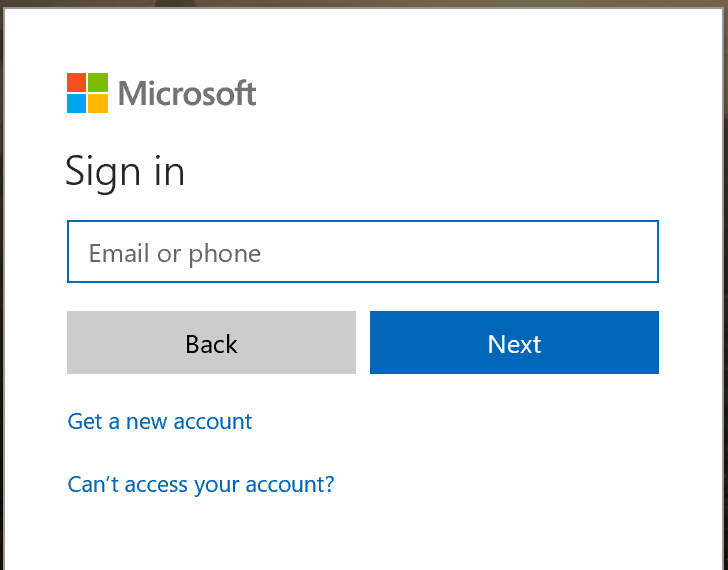 Microsoft
Sign in
Email or phone
Back
Next
Get a new account
Can't access your account?